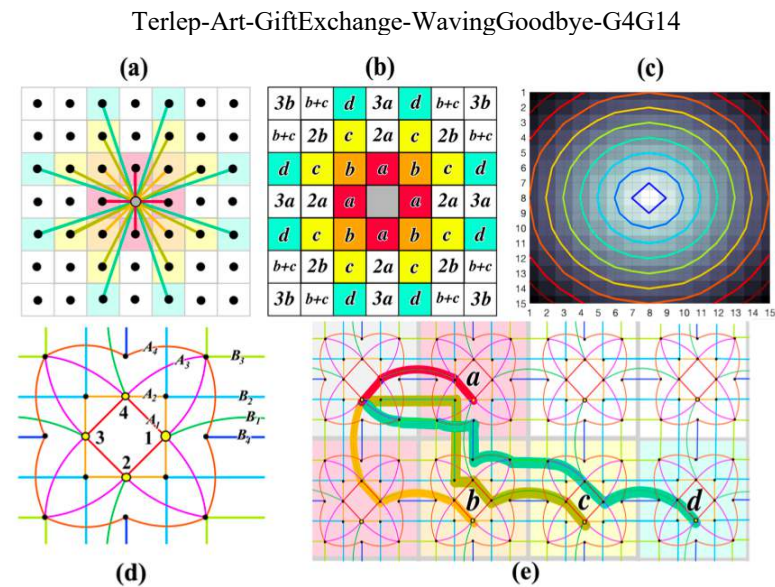 Terlep-Art-GiftExchange-WavingGoodbye-G4G14
(a)
(b)
(c)
3b b+c d 3a d b+c 3b
b+c 2b c 2a c 2b b+c
d c b a b c d
3a 2a a a 2a 3a
d c b a b c d
b+c 2b c 2a c 2b b+c
3b b+c d 3a d b+c 3b
1
2
3
4
5
6
7
8
9
10
11
12
13
14
15
1 2 3 4 5 6 7 8 9 10 11 12 13 14 15
A4
A3
B3
A2
B2
4
A1
B1
3
1
B4
2
a
b
c
d
(d)
(e)